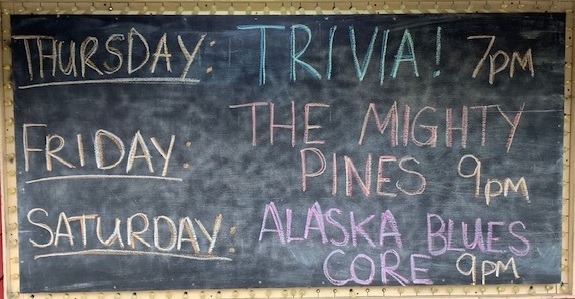 THURSDAY: TRIVIA! 7PM
FRIDAY: THE MIGHTY
PINES 9PM
SATURDAY: ALASKA BLUES
CORE 9PM